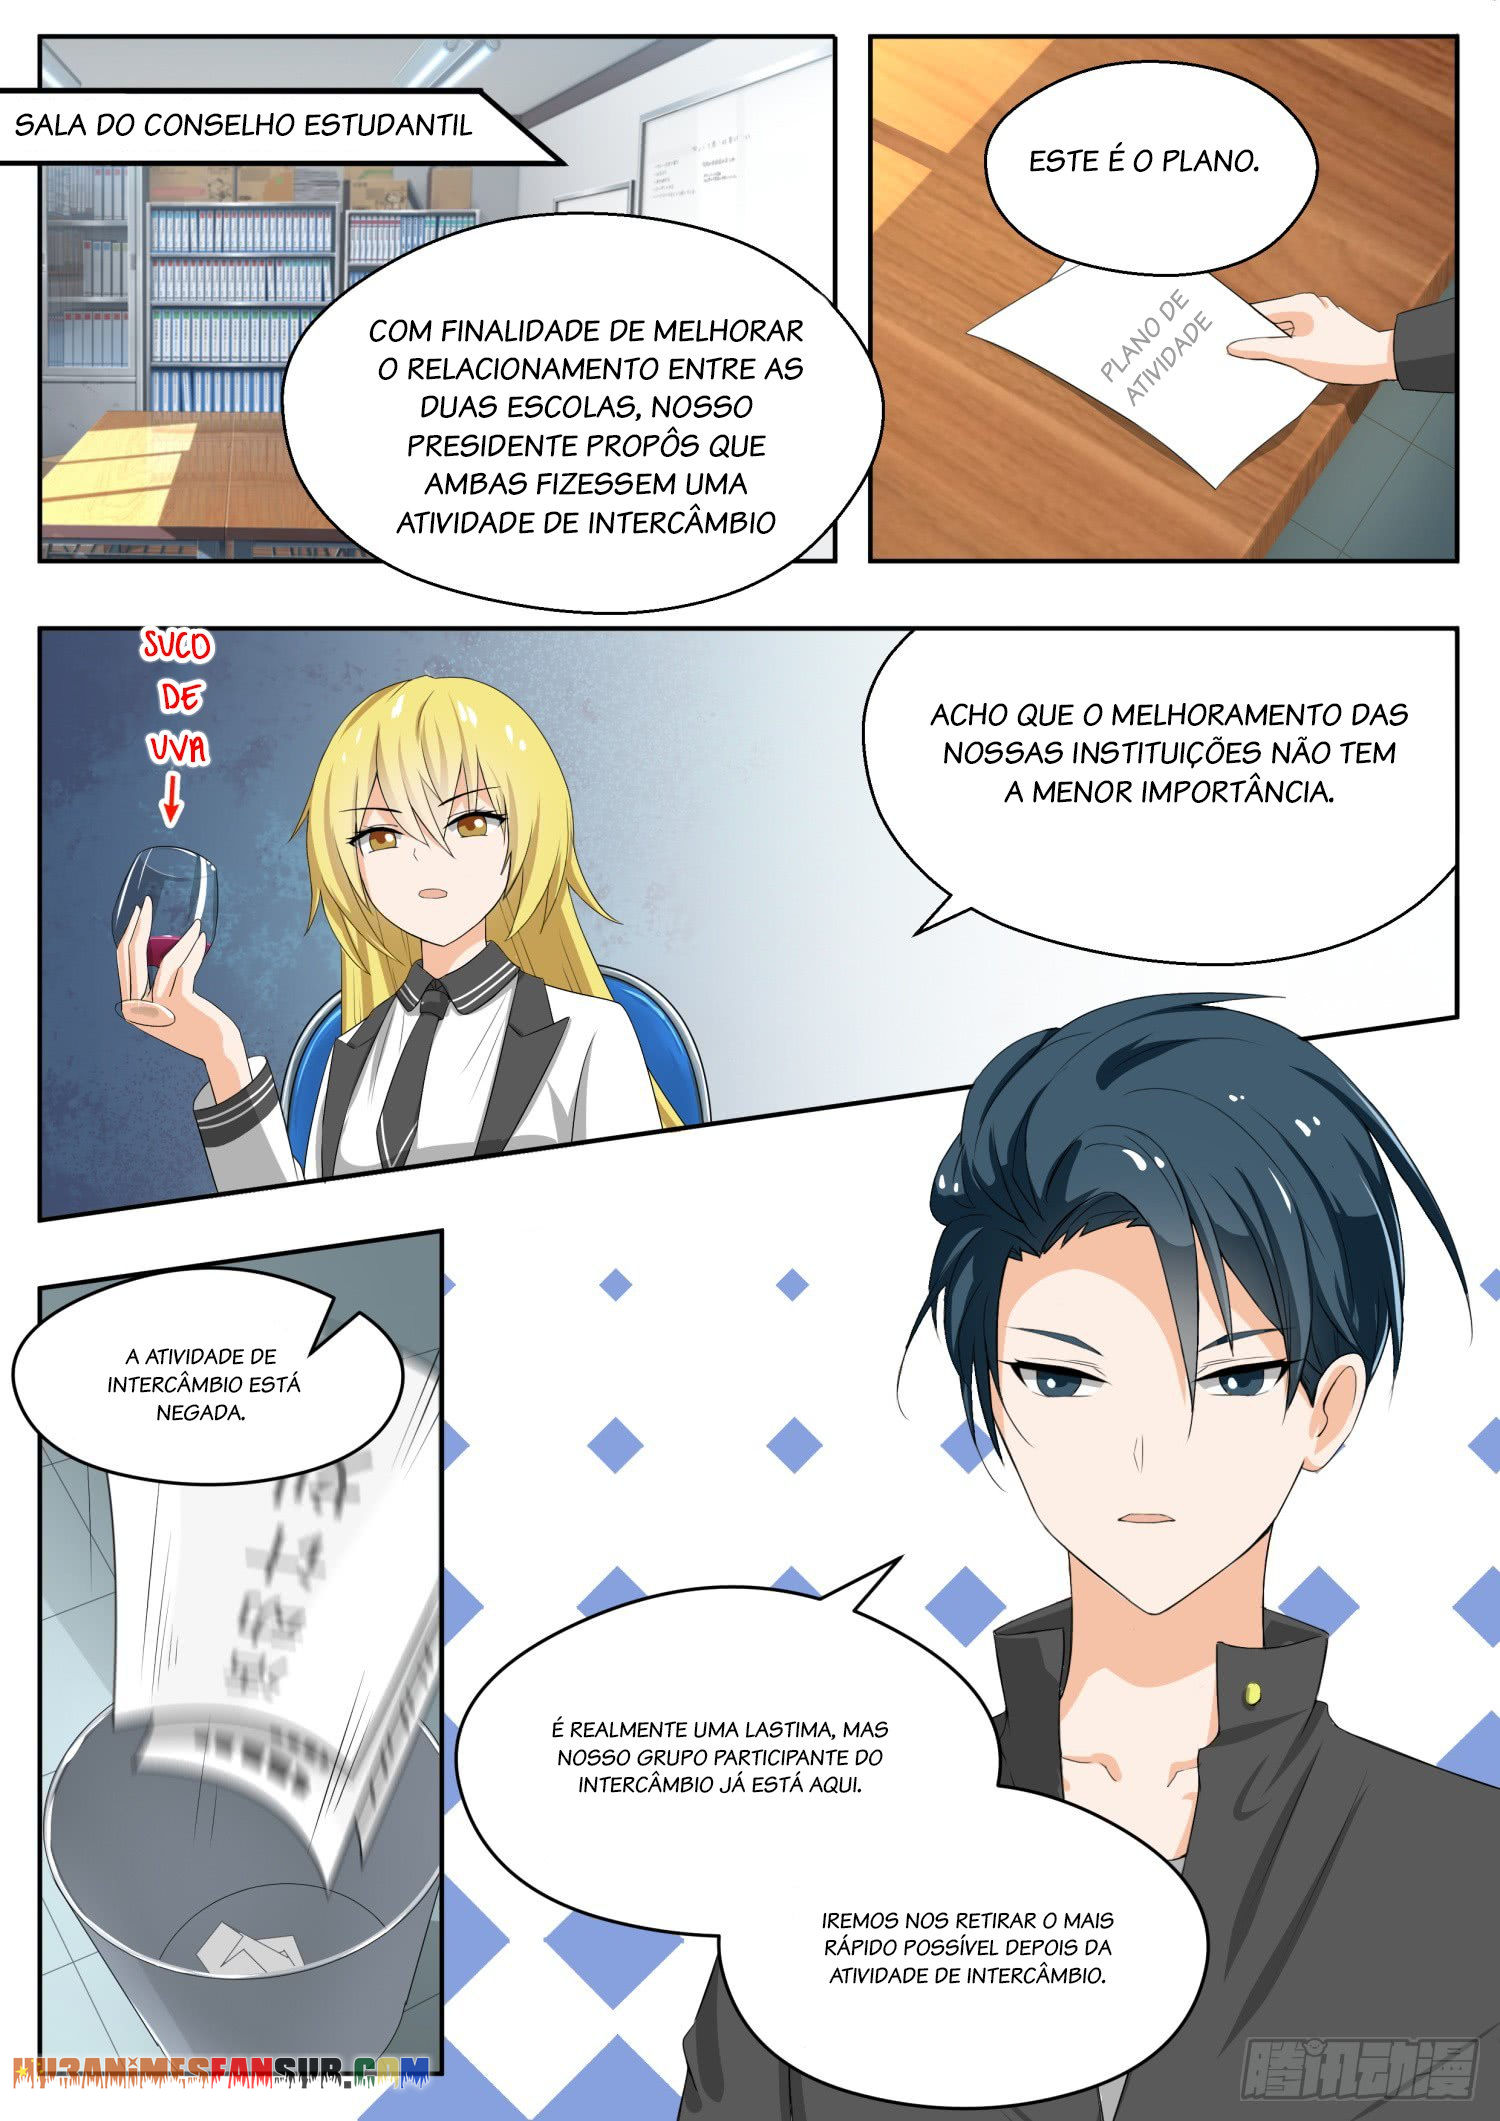 SALA DO CONSELHO ESTUDANTIL
COM FINALIDADE DE MELHORAR
O RELACIONAMENTO ENTRE AS
DUAS ESCOLAS, NOSSO
PRESIDENTE PROPÔS QUE
AMBAS FIZESSEM UMA
ATIVIDADE DE INTERCÂMBIO
ESTE É O PLANO.
PLANO DE
ATIVIDADE
SUCO
DE
UVA
ACHO QUE O MELHORAMENTO DAS
NOSSAS INSTITUIÇÕES NÃO TEM
A MENOR IMPORTÂNCIA.
A ATIVIDADE DE
INTERCÂMBIO ESTÁ
NEGADA.
É REALMENTE UMA LASTIMA, MAS
NOSSO GRUPO PARTICIPANTE DO
INTERCÂMBIO JÁ ESTÁ AQUI.
IREMOS NOS RETIRAR O MAIS
RÁPIDO POSSÍVEL DEPOIS DA
ATIVIDADE DE INTERCÂMBIO.
腾讯动漫